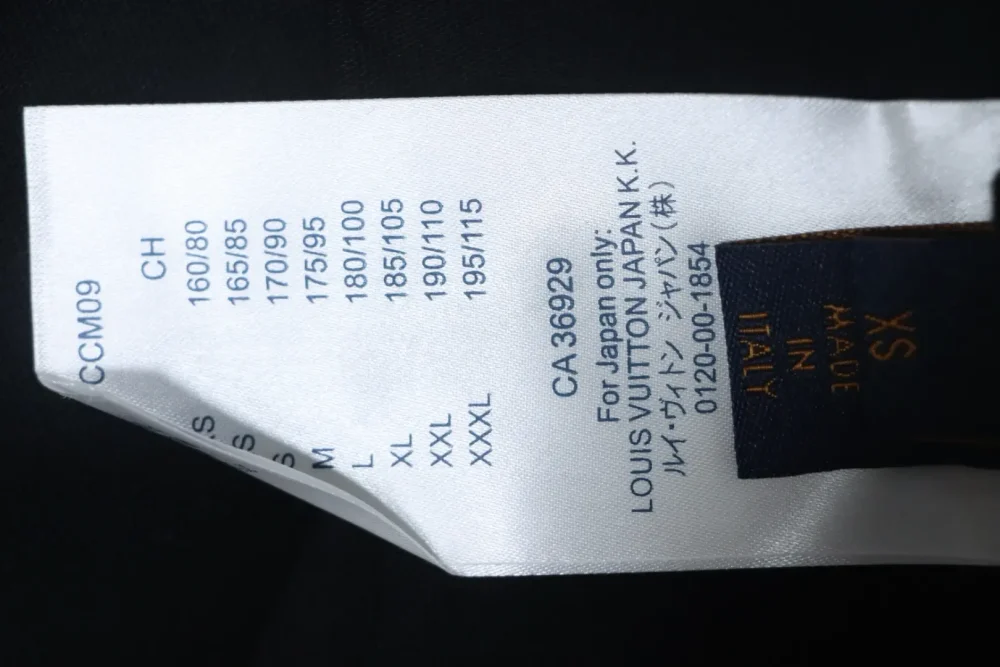 CCM09
CH
160/80
165/85
S 170/90
M 175/95
L 180/100
XL 185/105
XXL 190/110
XXXL 195/115
CA 36929
For Japan only:
LOUIS VUITTON JAPAN K.K.
ルイ・ヴィトン ジャパン(株)
0120-00-1854
XS
MADE
IN
ITALY